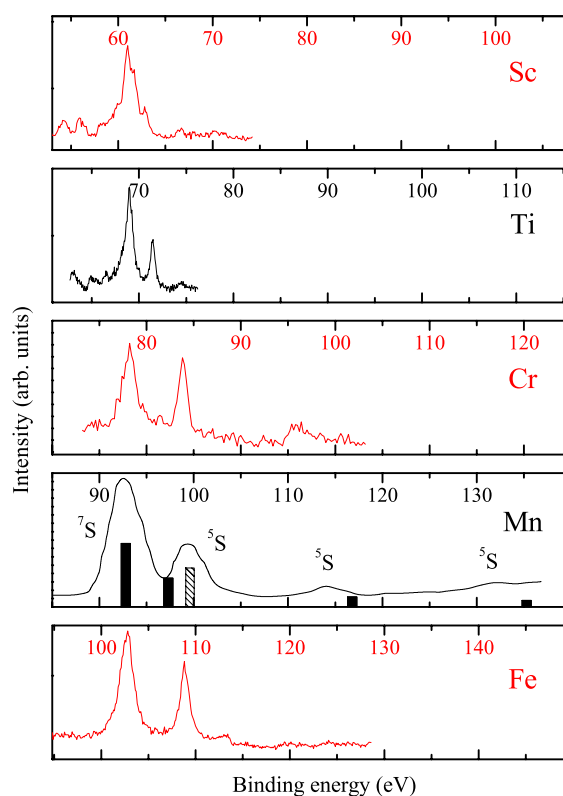 60 70 80 90 100
Sc
70 80 90 100 110
Ti
80 90 100 110 120
Cr
90 100 110 120 130
⁷S ⁵S ⁵S ⁵S
Mn
100 110 120 130 140
Fe
Intensity (arb. units)
Binding energy (eV)